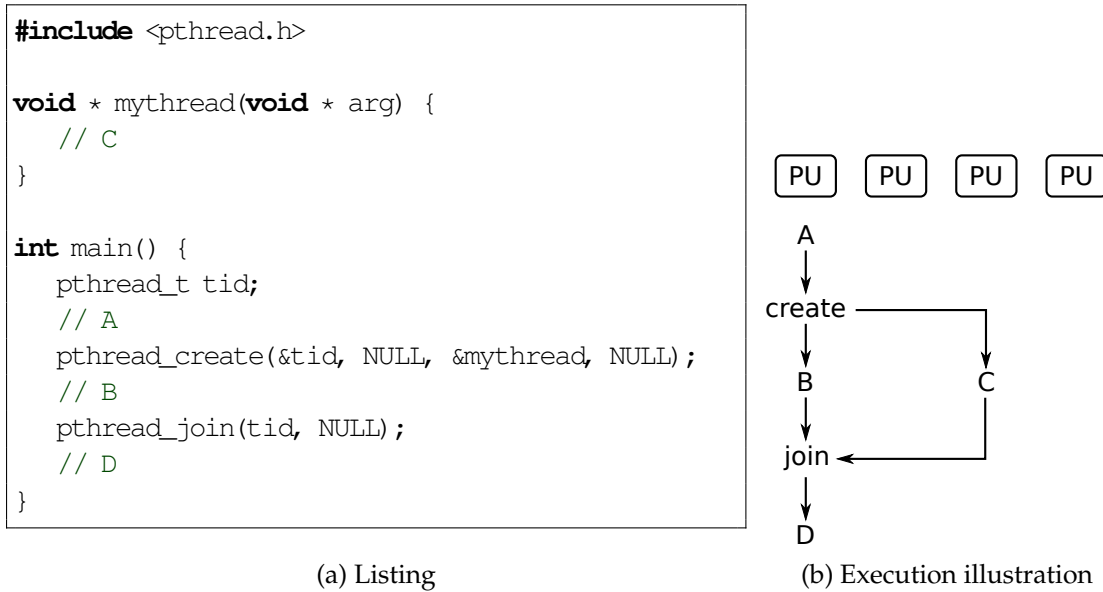 #include <pthread.h>
void * mythread(void * arg) {
// C
}
int main() {
pthread_t tid;
// A
pthread_create(&tid, NULL, &mythread, NULL);
// B
pthread_join(tid, NULL);
// D
}
(a) Listing
PU PU PU PU
A
create
B C
join
D
(b) Execution illustration